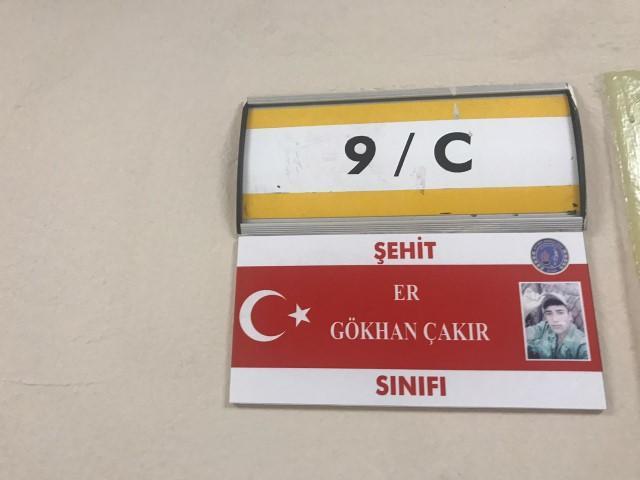 9 / C
ŞEHİT
ER
GÖKHAN ÇAKIR
SINIFI